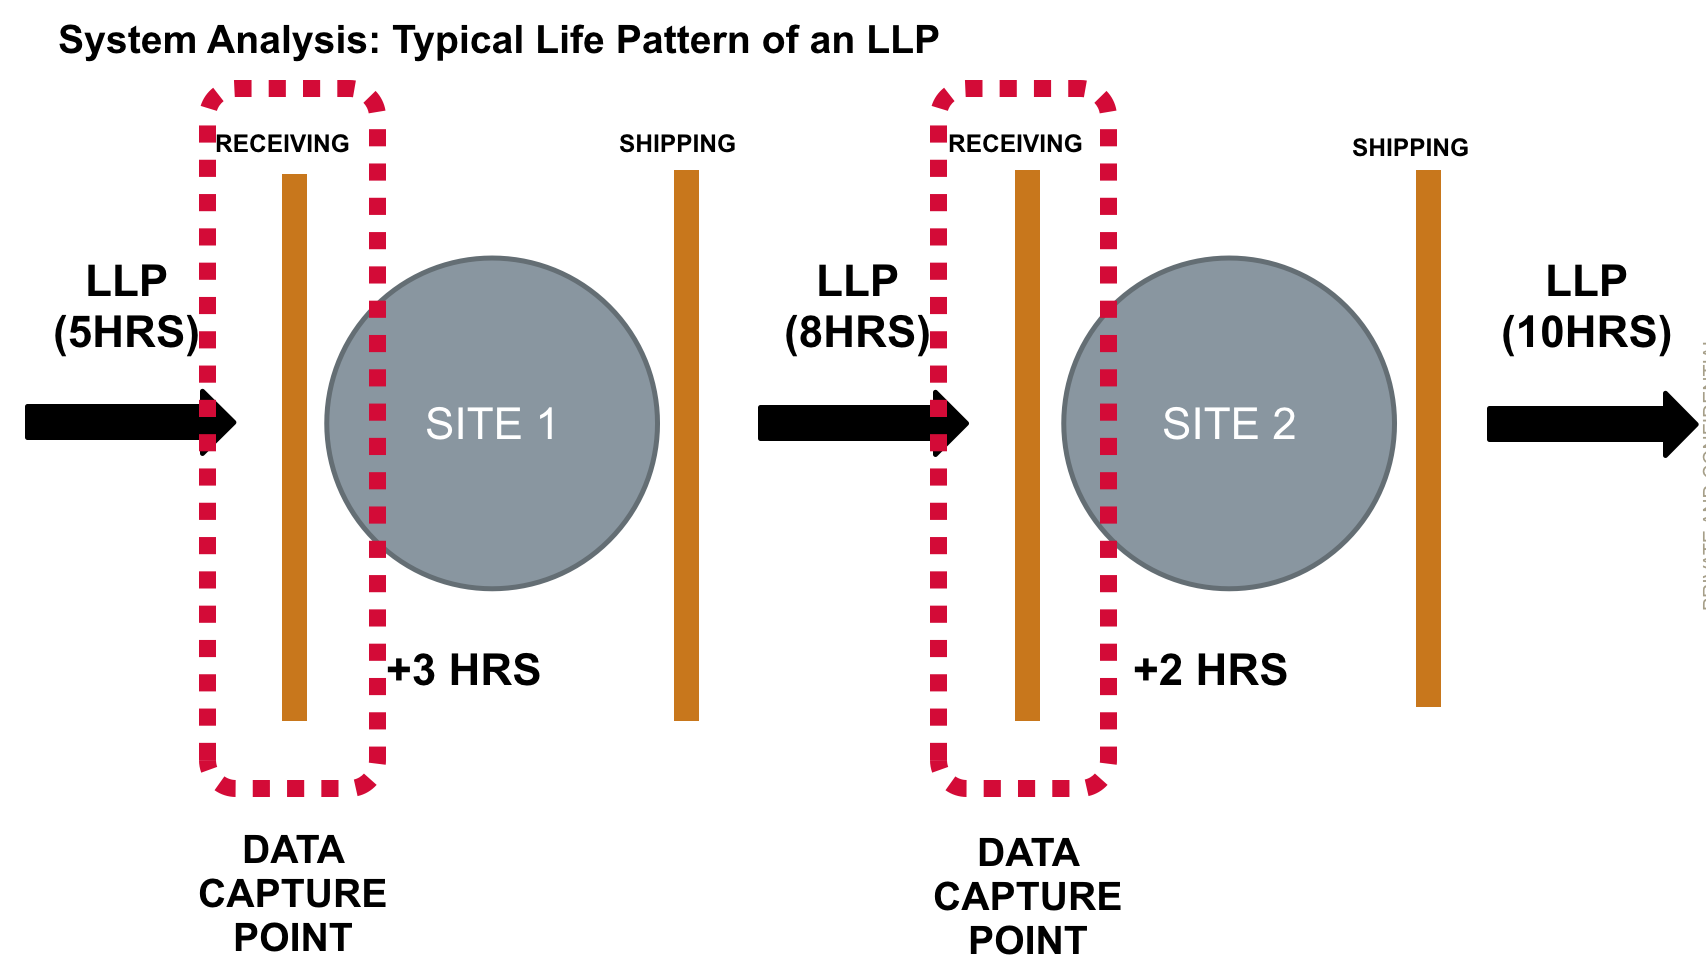 System Analysis: Typical Life Pattern of an LLP
RECEIVING
SHIPPING
RECEIVING
SHIPPING
LLP
(5HRS)
LLP
(8HRS)
LLP
(10HRS)
SITE 1
SITE 2
+3 HRS
+2 HRS
DATA
CAPTURE
POINT
DATA
CAPTURE
POINT